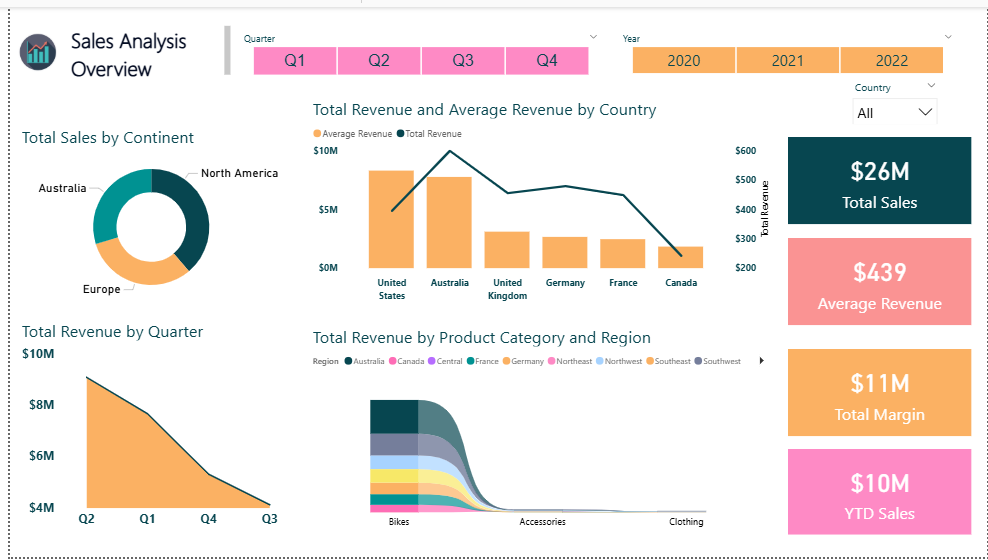 Sales Analysis
Overview
Quarter
Q1 Q2 Q3 Q4
Year
2020 2021 2022
Country
All
Total Sales by Continent
North America
Australia
Europe
Total Revenue and Average Revenue by Country
Average Revenue Total Revenue
$10M
$5M
$0M
$600
$500
$400
$300
$200
Total Revenue
United
States
Australia
United
Kingdom
Germany
France
Canada
$26M
Total Sales
$439
Average Revenue
$11M
Total Margin
$10M
YTD Sales
Total Revenue by Quarter
$10M
$8M
$6M
$4M
Q2 Q1 Q4 Q3
Total Revenue by Product Category and Region
Region Australia Canada Central France Germany Northeast Northwest Southeast Southwest
Bikes Accessories Clothing